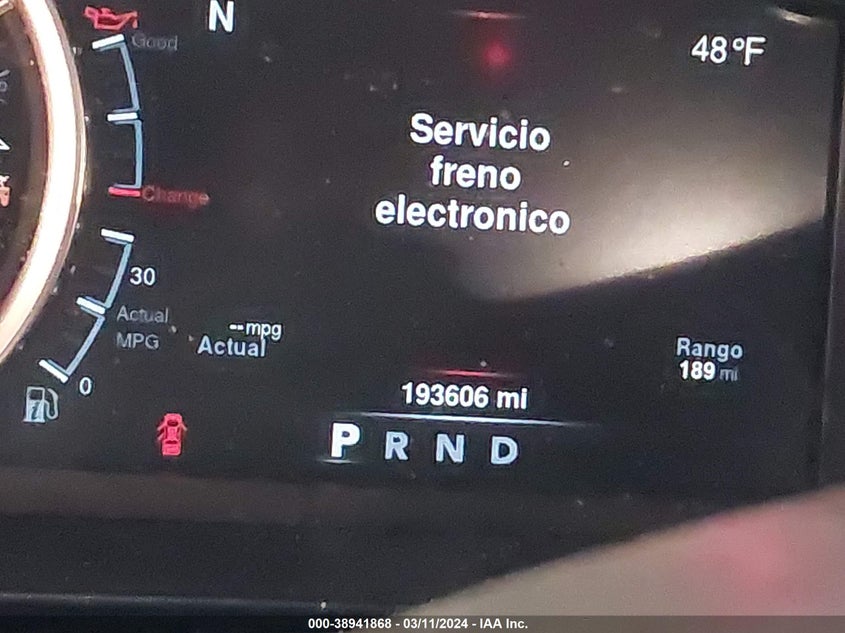 N
Good
48°F
Servicio
freno
electronico
Change
30
Actual
MPG
--mpg
Actual
Rango
189 mi
0
193606 mi
P R N D
000-38941868 - 03/11/2024 - IAA Inc.